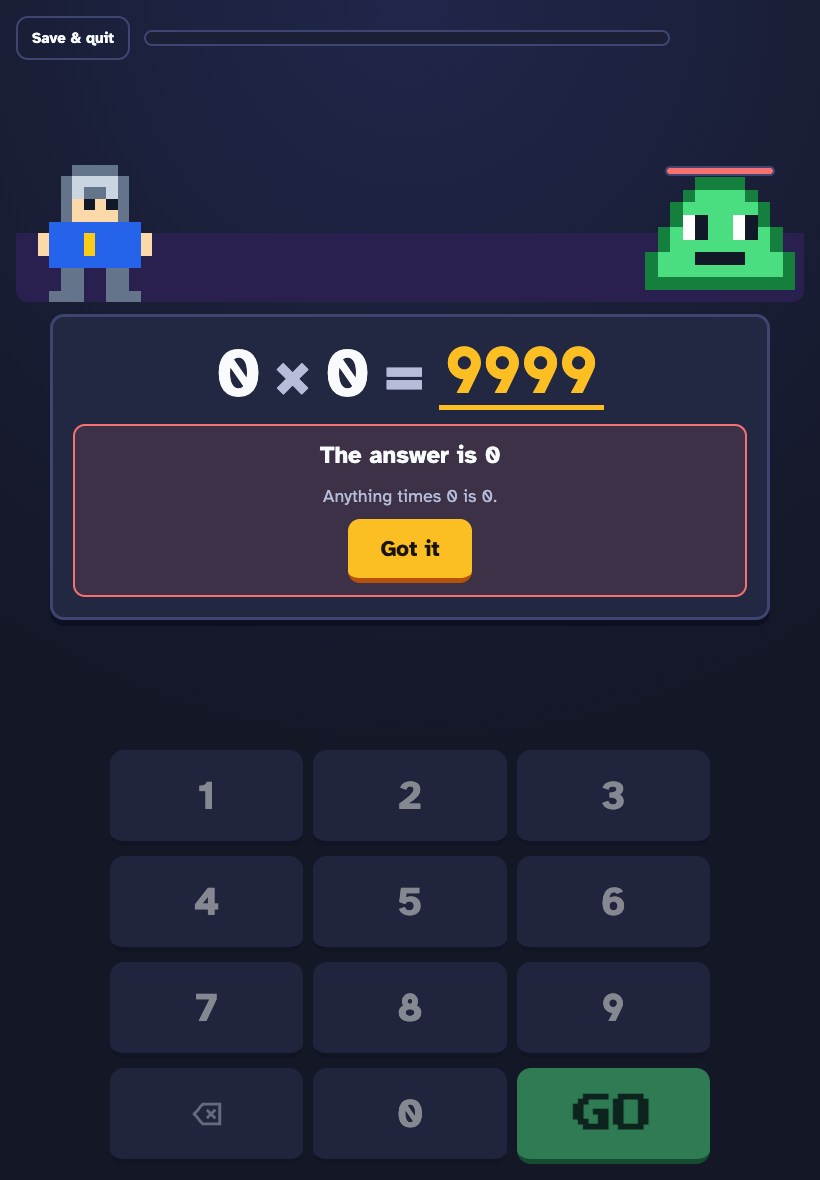 Save & quit
0 × 0 = 9999
The answer is 0
Anything times 0 is 0.
Got it
1 2 3
4 5 6
7 8 9
0 GO